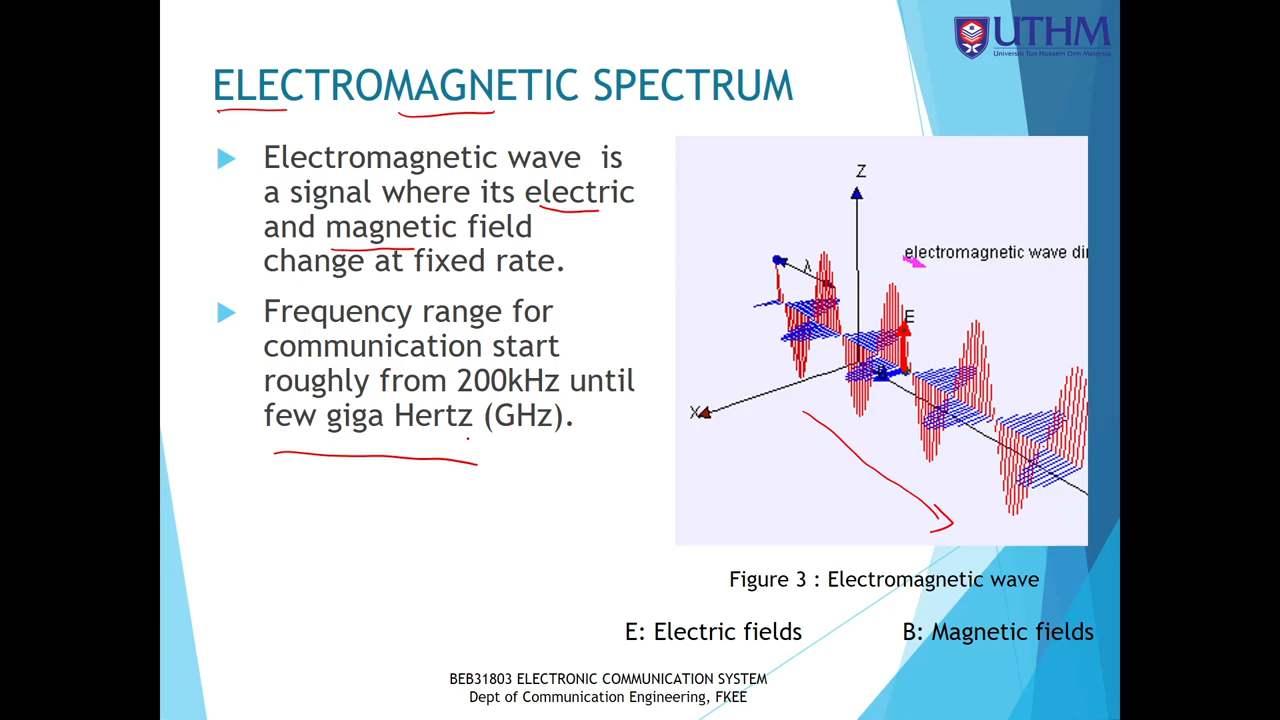 UTHM
Universiti Tun Hussein Onn Malaysia
ELECTROMAGNETIC SPECTRUM
Electromagnetic wave is
a signal where its electric
and magnetic field
change at fixed rate.
Frequency range for
communication start
roughly from 200kHz until
few giga Hertz (GHz).
Z
electromagnetic wave dir
λ
E
X
Figure 3 : Electromagnetic wave
E: Electric fields
B: Magnetic fields
BEB31803 ELECTRONIC COMMUNICATION SYSTEM
Dept of Communication Engineering, FKEE